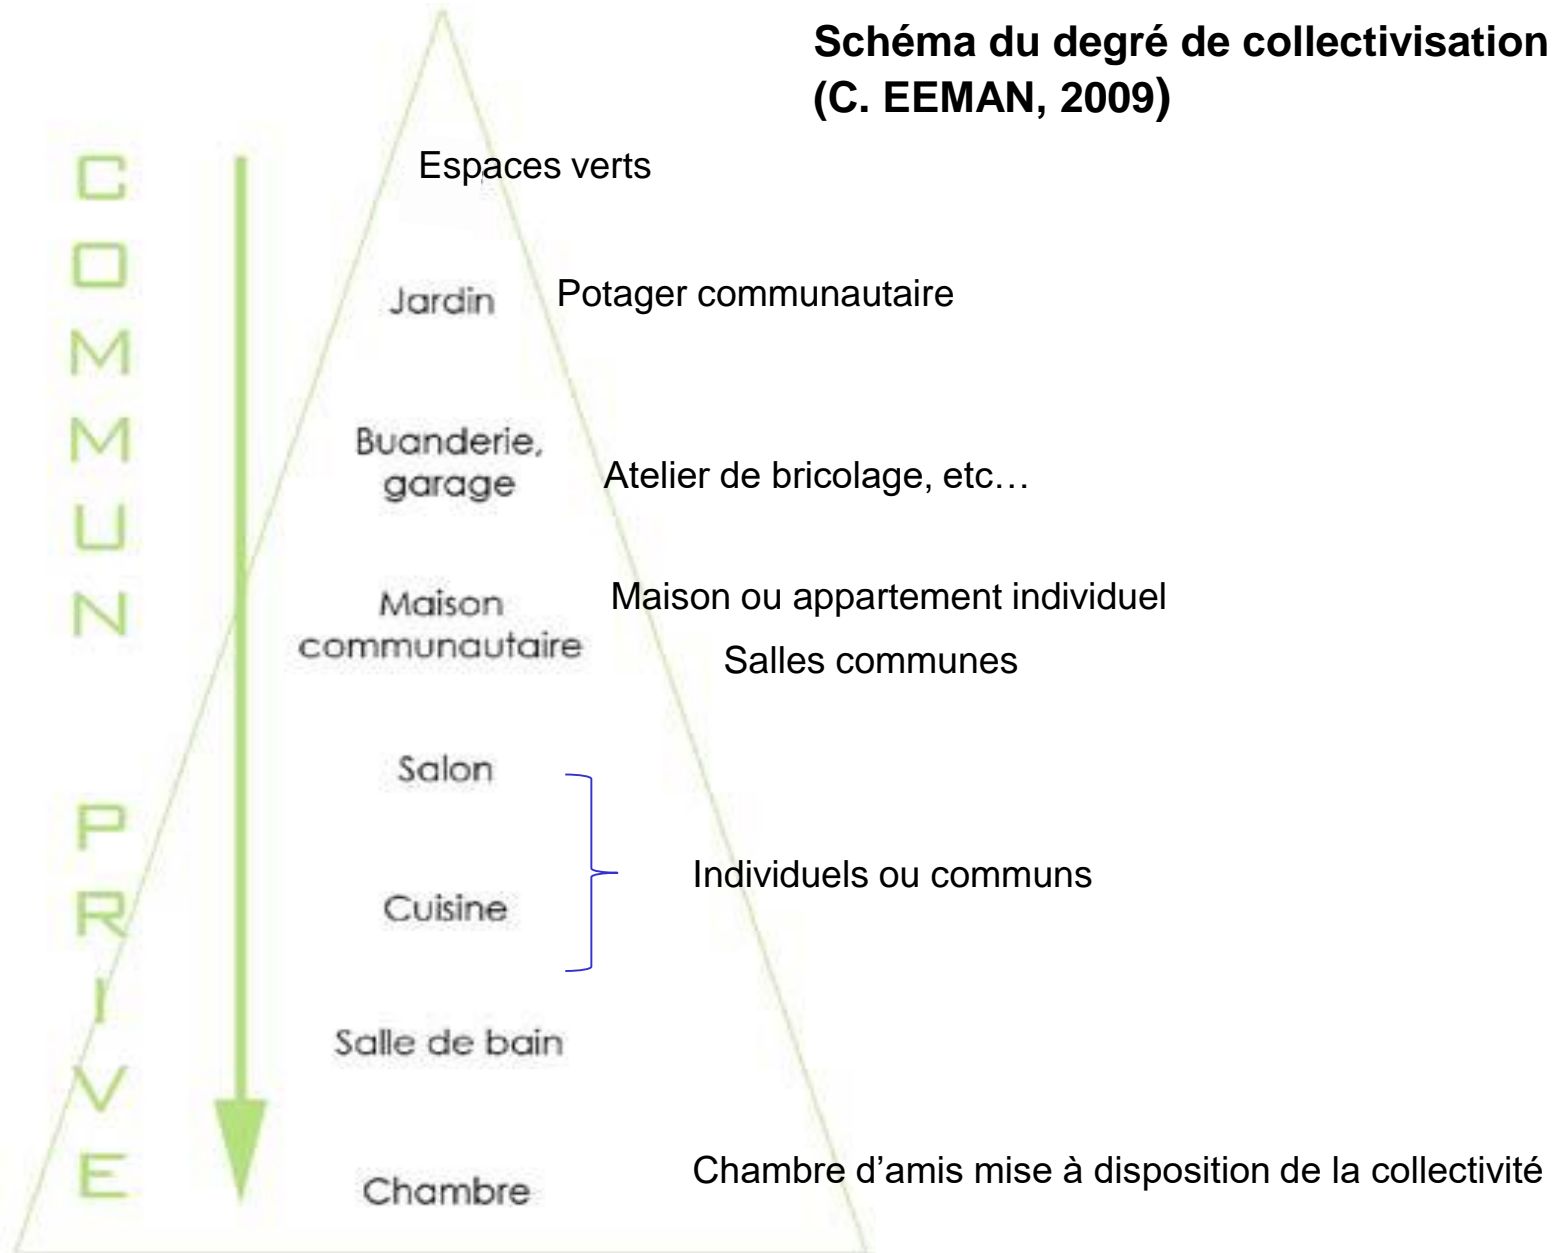 Schéma du degré de collectivisation
(C. EEMAN, 2009)
COMMUN
PRIVE
Espaces verts
Jardin
Potager communautaire
Buanderie,
garage
Atelier de bricolage, etc…
Maison
communautaire
Maison ou appartement individuel
Salles communes
Salon
Cuisine
Individuels ou communs
Salle de bain
Chambre
Chambre d’amis mise à disposition de la collectivité